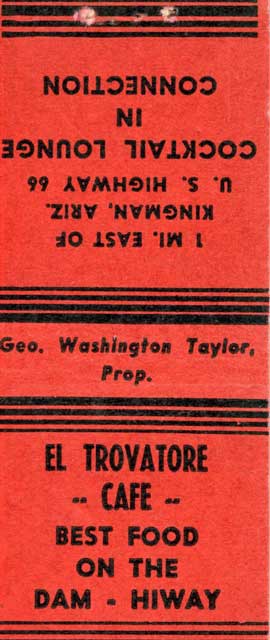 1 MI. EAST OF
KINGMAN, ARIZ.
U. S. HIGHWAY 66
COCKTAIL LOUNGE
IN
CONNECTION
Geo. Washington Taylor,
Prop.
EL TROVATORE
-- CAFE --
BEST FOOD
ON THE
DAM - HIWAY